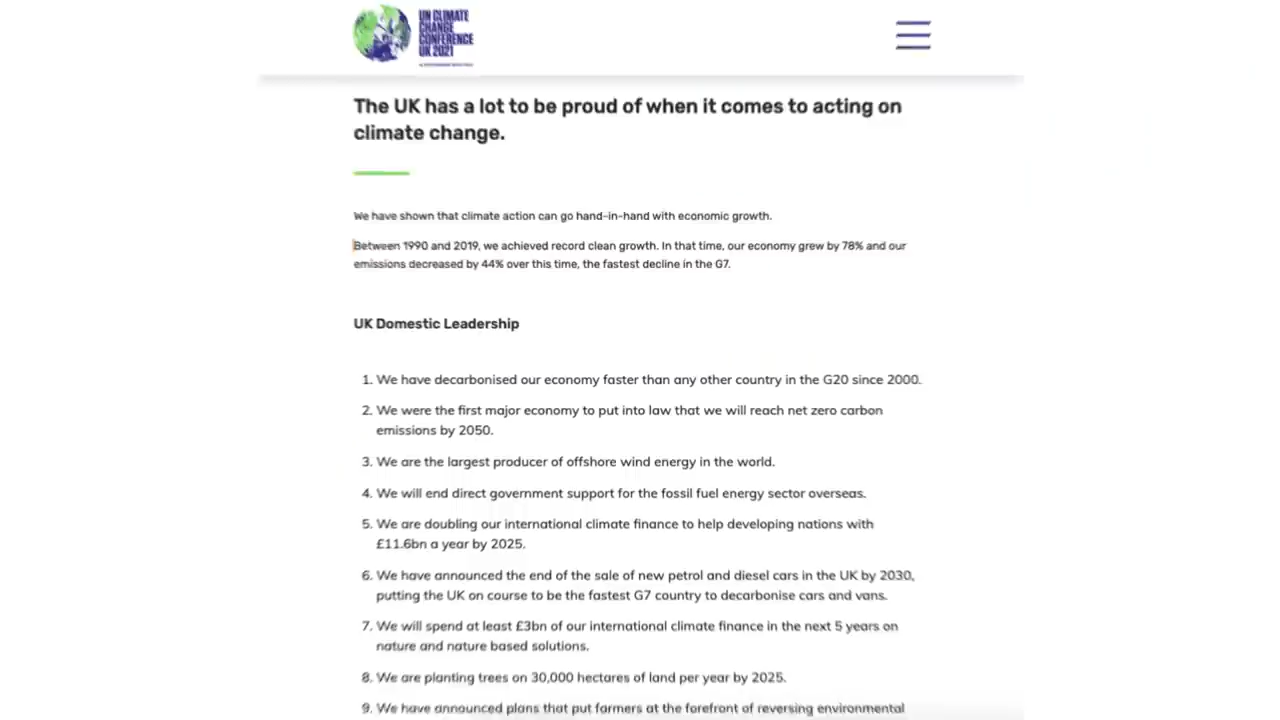 UN CLIMATE
CHANGE
CONFERENCE
UK 2021
The UK has a lot to be proud of when it comes to acting on
climate change.
We have shown that climate action can go hand-in-hand with economic growth.
Between 1990 and 2019, we achieved record clean growth. In that time, our economy grew by 78% and our
emissions decreased by 44% over this time, the fastest decline in the G7.
UK Domestic Leadership
1. We have decarbonised our economy faster than any other country in the G20 since 2000.
2. We were the first major economy to put into law that we will reach net zero carbon
emissions by 2050.
3. We are the largest producer of offshore wind energy in the world.
4. We will end direct government support for the fossil fuel energy sector overseas.
5. We are doubling our international climate finance to help developing nations with
£11.6bn a year by 2025.
6. We have announced the end of the sale of new petrol and diesel cars in the UK by 2030,
putting the UK on course to be the fastest G7 country to decarbonise cars and vans.
7. We will spend at least £3bn of our international climate finance in the next 5 years on
nature and nature based solutions.
8. We are planting trees on 30,000 hectares of land per year by 2025.
9. We have announced plans that put farmers at the forefront of reversing environmental